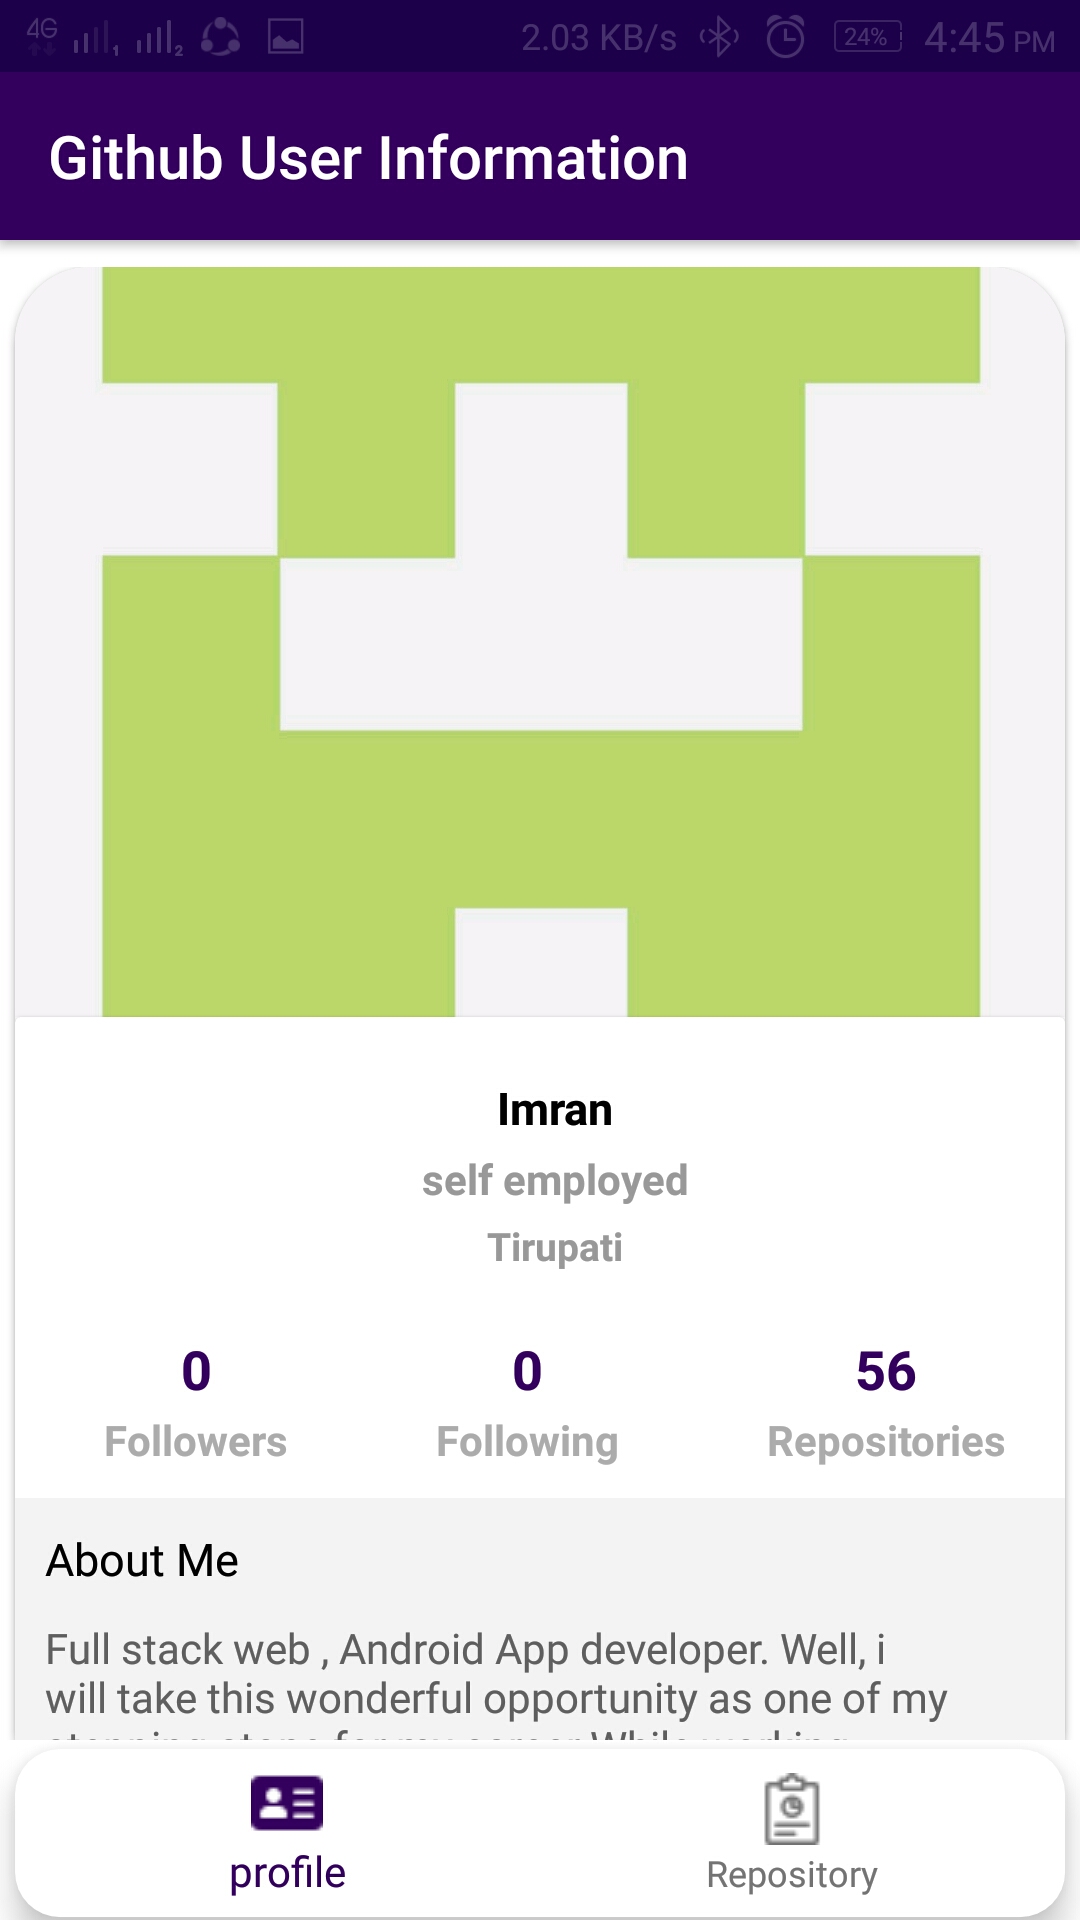 4G 1 2 2.03 KB/s 24% 4:45 PM
Github User Information
Imran
self employed
Tirupati
0 0 56
Followers Following Repositories
About Me
Full stack web , Android App developer. Well, i
will take this wonderful opportunity as one of my
profile Repository